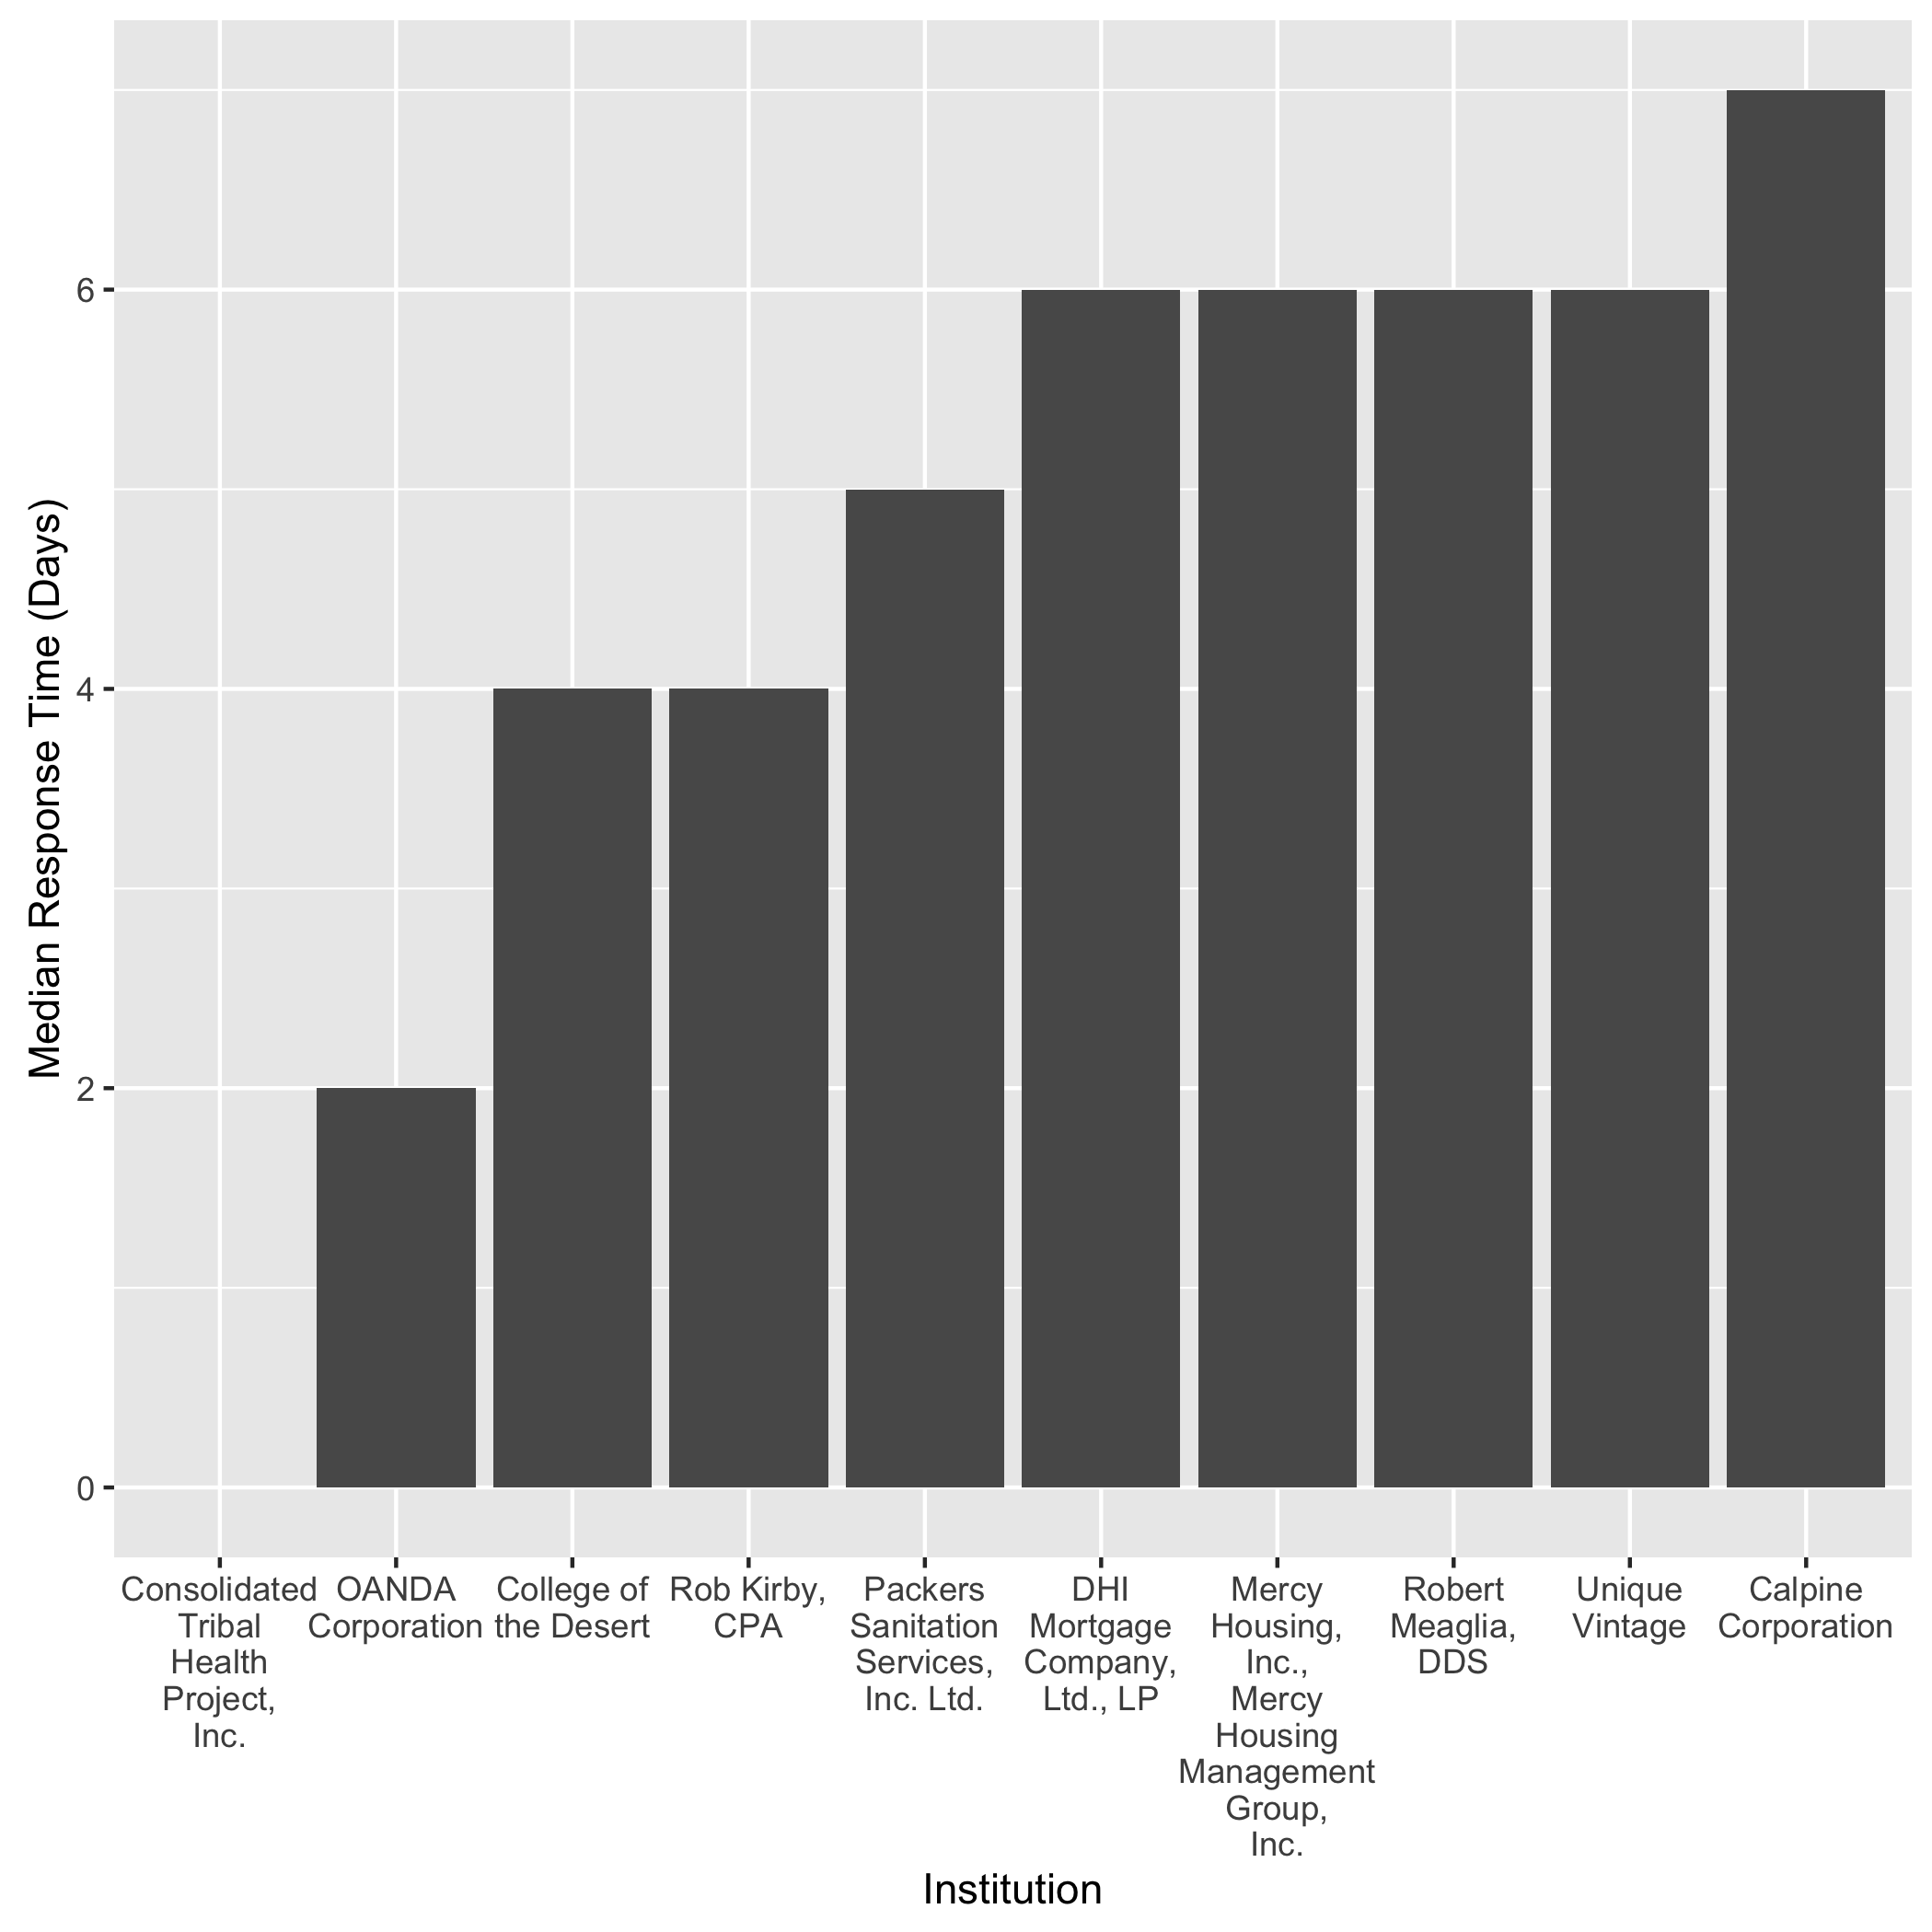 Median Response Time (Days)
6
4
2
0
Consolidated
Tribal
Health
Project,
Inc.
OANDA
Corporation
College of
the Desert
Rob Kirby,
CPA
Packers
Sanitation
Services,
Inc. Ltd.
DHI
Mortgage
Company,
Ltd., LP
Mercy
Housing,
Inc.,
Mercy
Housing
Management
Group,
Inc.
Robert
Meaglia,
DDS
Unique
Vintage
Calpine
Corporation
Institution